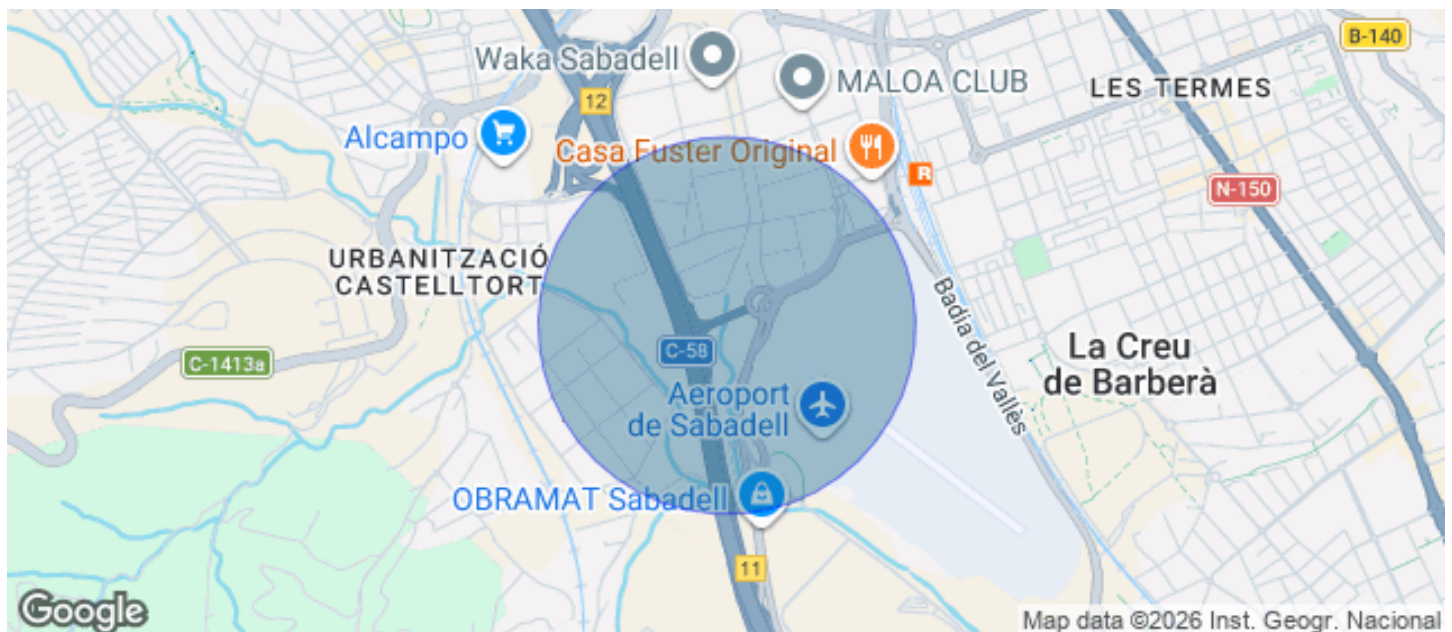 B-140
Waka Sabadell
MALOA CLUB
LES TERMES
12
Alcampo
Casa Fuster Original
R
N-150
URBANITZACIÓ
CASTELLTORT
Badia del Vallès
C-58
C-1413a
La Creu
de Barberà
Aeroport
de Sabadell
OBRAMAT Sabadell
11
Google
Map data ©2026 Inst. Geogr. Nacional